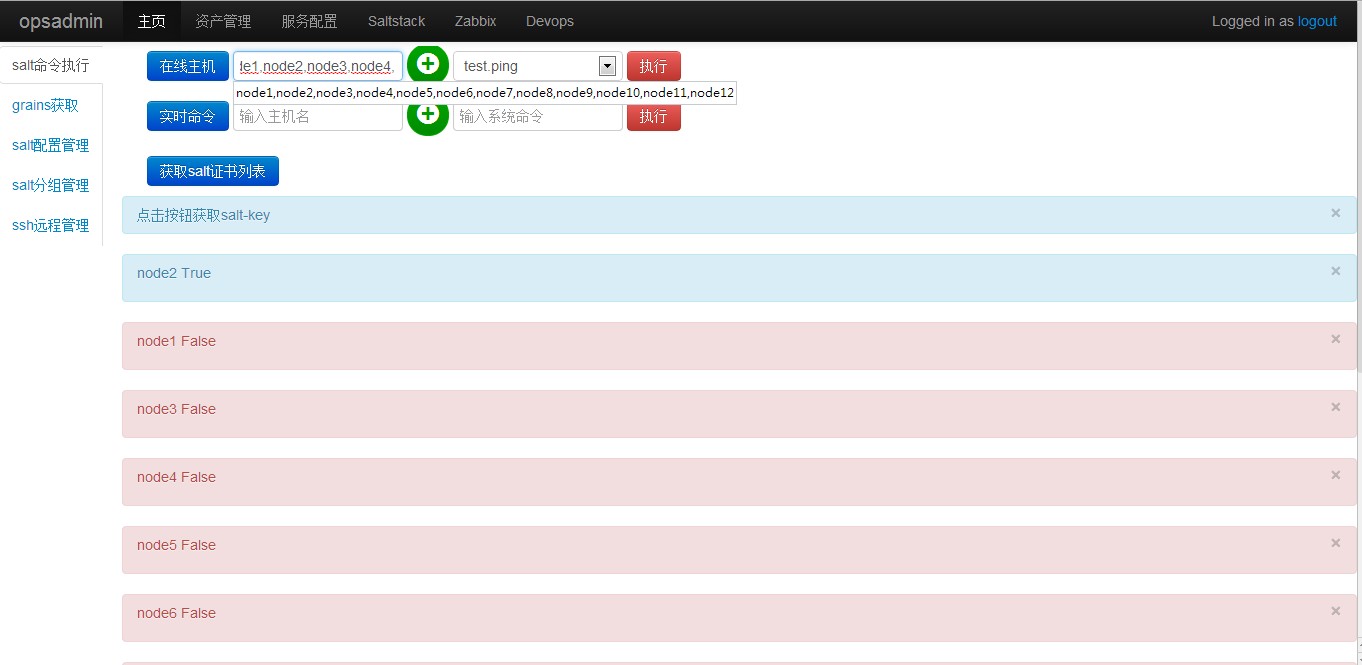 opsadmin 主页 资产管理 服务配置 Saltstack Zabbix Devops Logged in as logout
salt命令执行
grains获取
salt配置管理
salt分组管理
ssh远程管理
在线主机 de1,node2,node3,node4, test.ping 执行
node1,node2,node3,node4,node5,node6,node7,node8,node9,node10,node11,node12
实时命令 输入主机名 输入系统命令 执行
获取salt证书列表
点击按钮获取salt-key ×
node2 True ×
node1 False ×
node3 False ×
node4 False ×
node5 False ×
node6 False ×